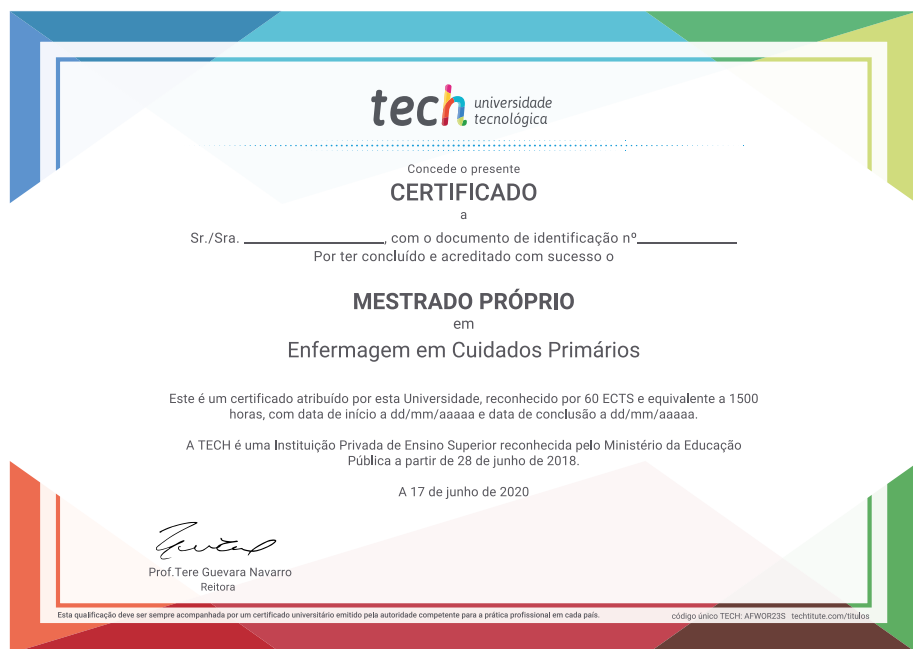 tech universidade
tecnológica
Concede o presente
CERTIFICADO
a
Sr./Sra. ____________________, com o documento de identificação nº______________
Por ter concluído e acreditado com sucesso o
MESTRADO PRÓPRIO
em
Enfermagem em Cuidados Primários
Este é um certificado atribuído por esta Universidade, reconhecido por 60 ECTS e equivalente a 1500
horas, com data de início a dd/mm/aaaaa e data de conclusão a dd/mm/aaaaa.
A TECH é uma Instituição Privada de Ensino Superior reconhecida pelo Ministério da Educação
Pública a partir de 28 de junho de 2018.
A 17 de junho de 2020
Prof.Tere Guevara Navarro
Reitora
Esta qualificação deve ser sempre acompanhada por um certificado universitário emitido pela autoridade competente para a prática profissional em cada país.
código único TECH: AFWOR23S techtitute.com/titulos